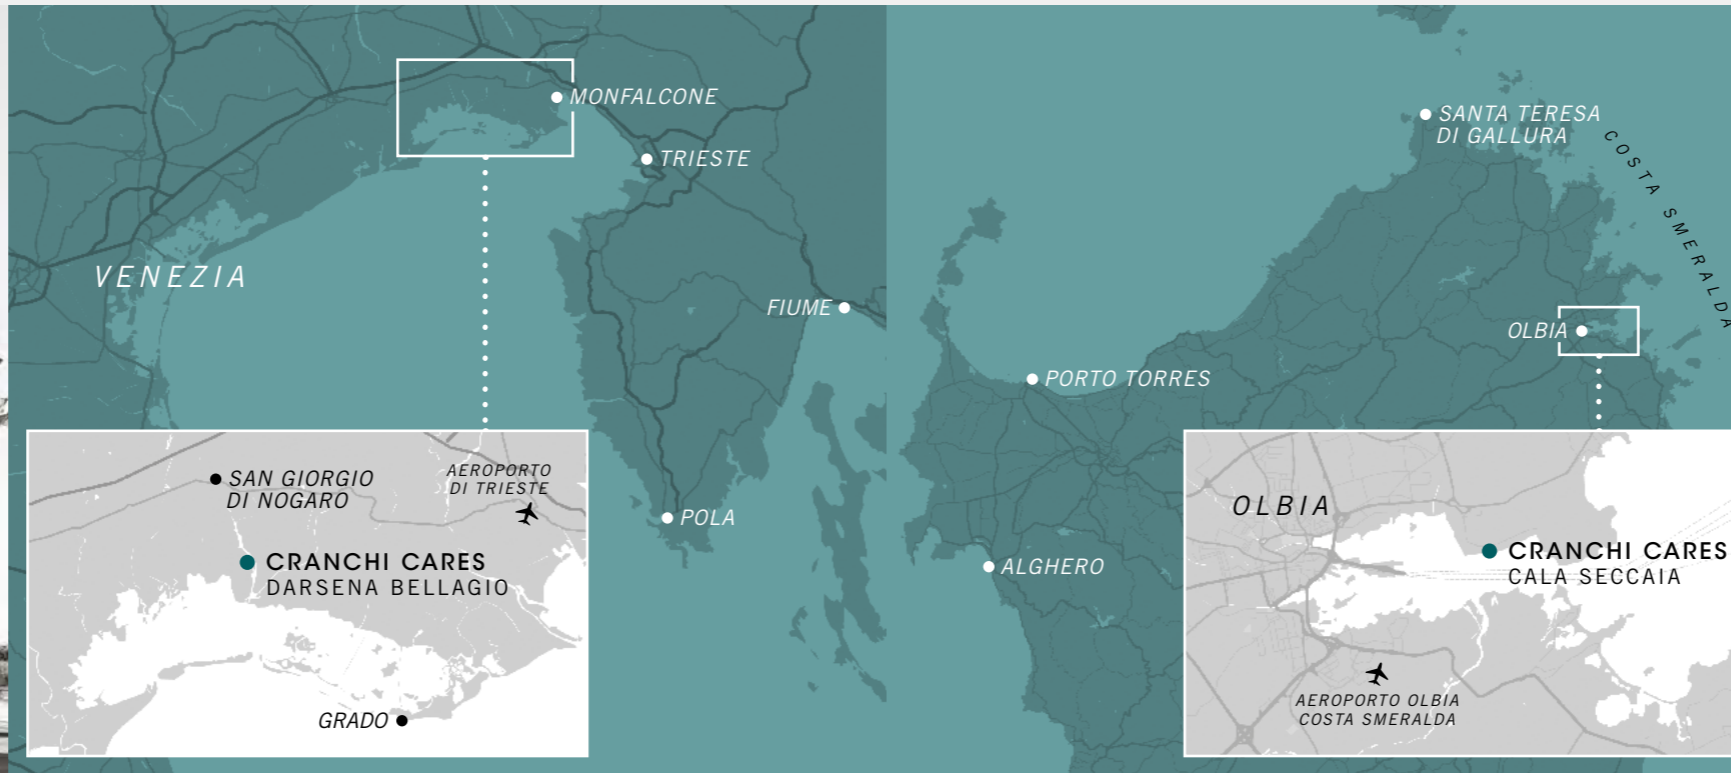 MONFALCONE
TRIESTE
VENEZIA
FIUME
POLA
SAN GIORGIO
DI NOGARO
AEROPORTO
DI TRIESTE
CRANCHI CARES
DARSENA BELLAGIO
GRADO
SANTA TERESA
DI GALLURA
COSTA SMERALDA
OLBIA
PORTO TORRES
ALGHERO
OLBIA
CRANCHI CARES
CALA SECCAIA
AEROPORTO OLBIA
COSTA SMERALDA